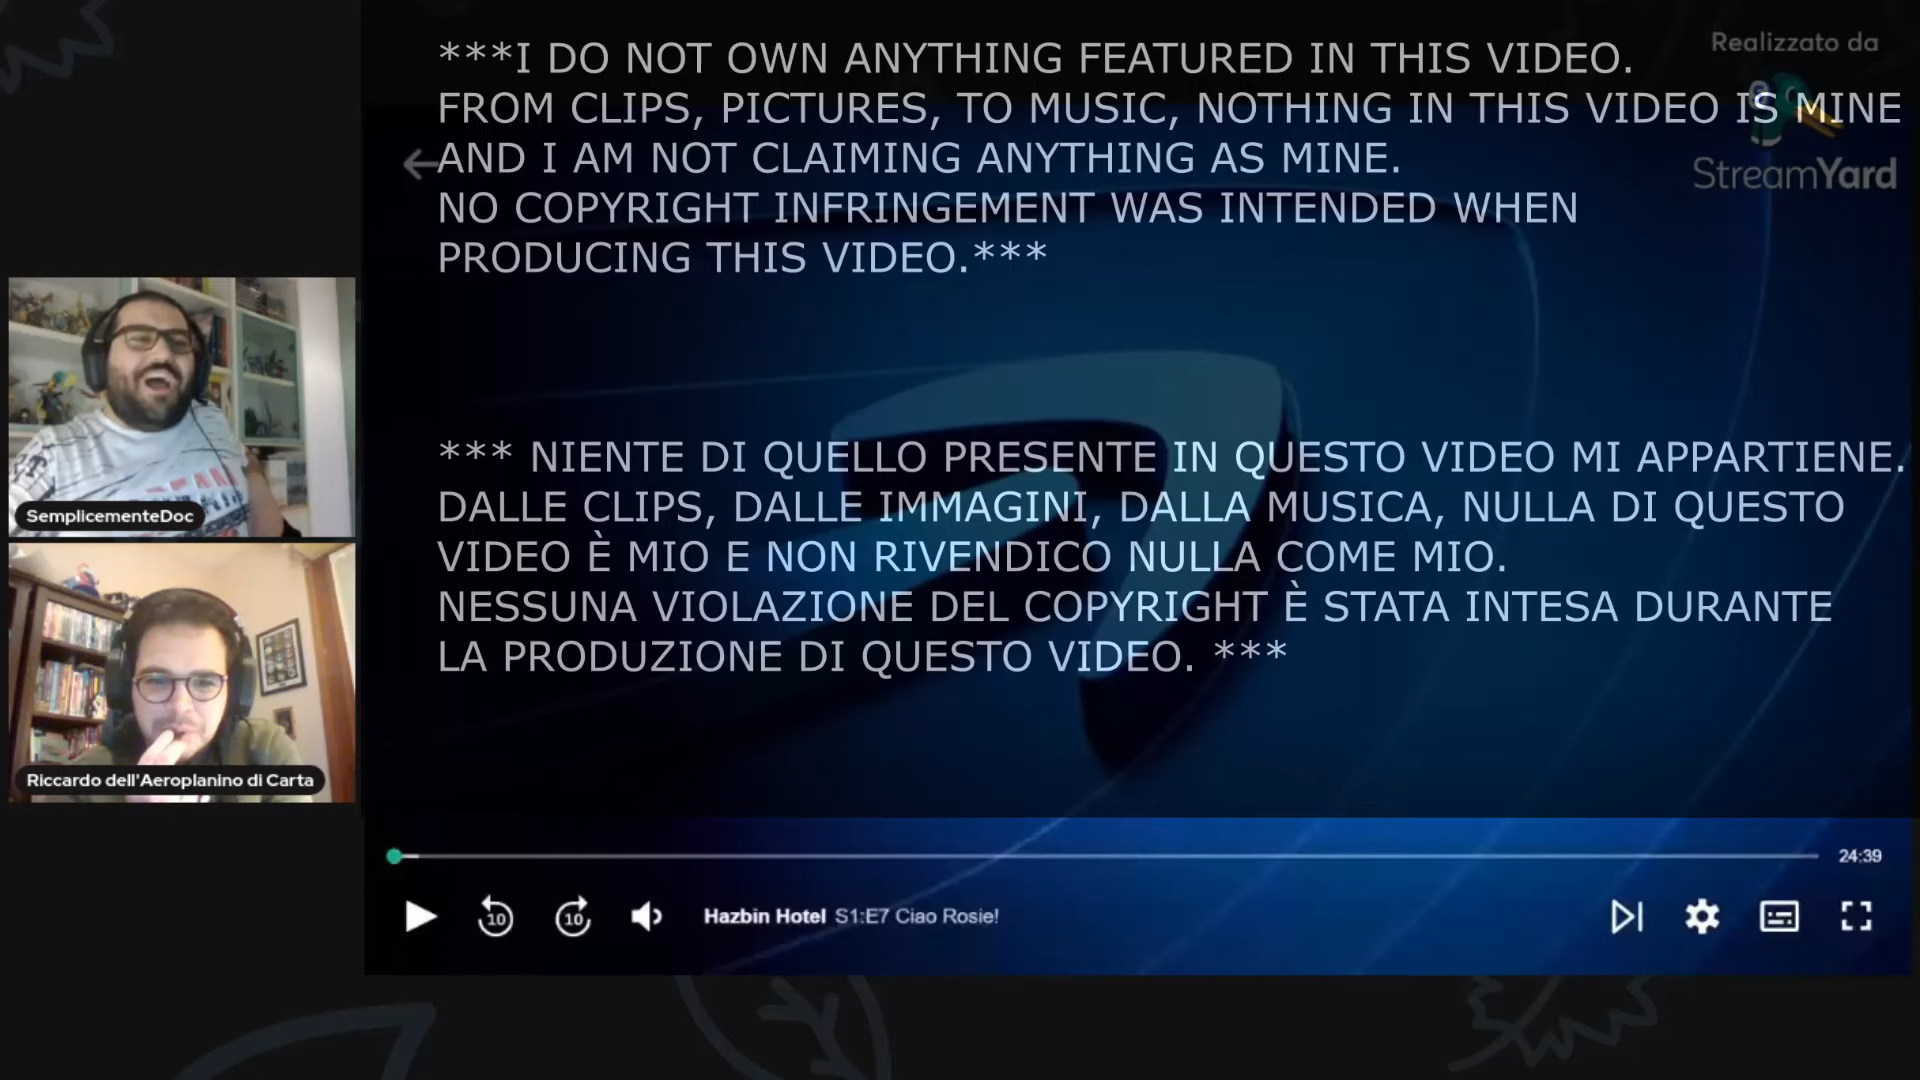 ***I DO NOT OWN ANYTHING FEATURED IN THIS VIDEO.
FROM CLIPS, PICTURES, TO MUSIC, NOTHING IN THIS VIDEO IS MINE
AND I AM NOT CLAIMING ANYTHING AS MINE.
NO COPYRIGHT INFRINGEMENT WAS INTENDED WHEN
PRODUCING THIS VIDEO.***
Realizzato da
StreamYard
*** NIENTE DI QUELLO PRESENTE IN QUESTO VIDEO MI APPARTIENE.
DALLE CLIPS, DALLE IMMAGINI, DALLA MUSICA, NULLA DI QUESTO
VIDEO È MIO E NON RIVENDICO NULLA COME MIO.
NESSUNA VIOLAZIONE DEL COPYRIGHT È STATA INTESA DURANTE
LA PRODUZIONE DI QUESTO VIDEO. ***
SemplicementeDoc
Riccardo dell'Aeroplanino di Carta
24:39
10
10
Hazbin Hotel S1:E7 Ciao Rosie!